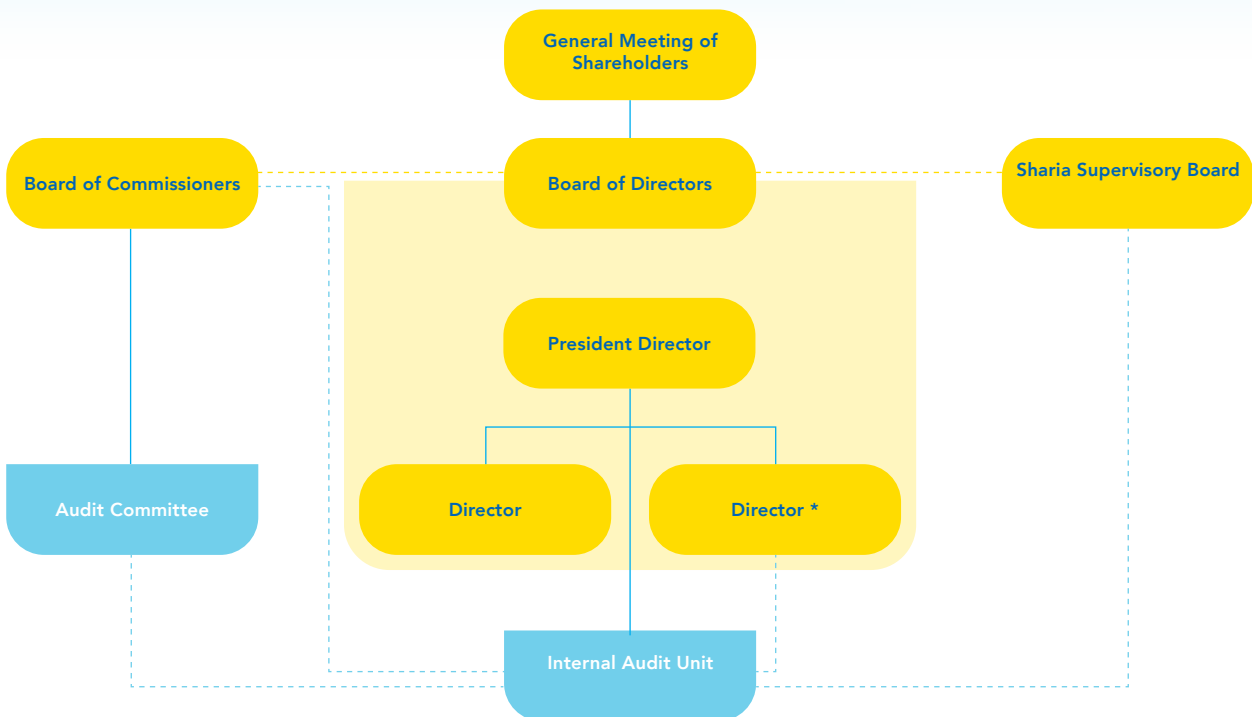 General Meeting of
Shareholders
Board of Commissioners
Board of Directors
Sharia Supervisory Board
President Director
Director
Director *
Audit Committee
Internal Audit Unit